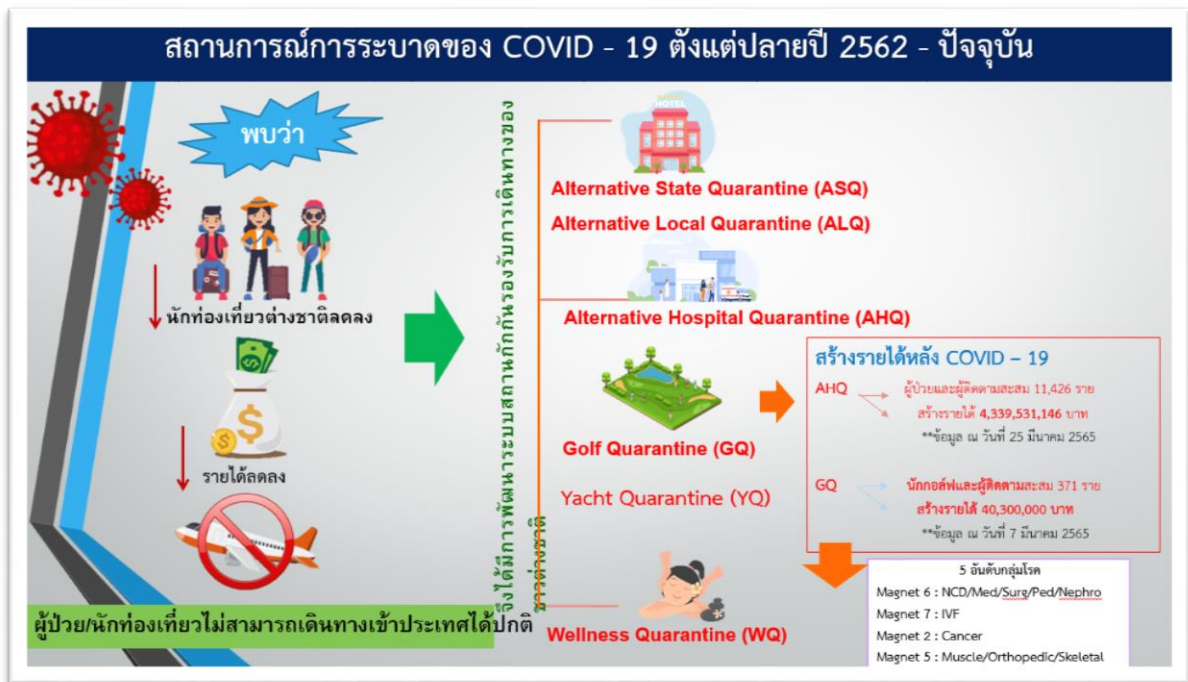 สถานการณ์การระบาดของ COVID - 19 ตั้งแต่ปลายปี 2562 - ปัจจุบัน
พบว่า
นักท่องเที่ยวต่างชาติลดลง
รายได้ลดลง
ผู้ป่วย/นักท่องเที่ยวไม่สามารถเดินทางเข้าประเทศได้ปกติ
จึงได้มีการพัฒนาระบบสถานกักกันรองรับการเดินทางของ
ชาวต่างชาติ
HOTEL
Alternative State Quarantine (ASQ)
Alternative Local Quarantine (ALQ)
Alternative Hospital Quarantine (AHQ)
Golf Quarantine (GQ)
Yacht Quarantine (YQ)
Wellness Quarantine (WQ)
สร้างรายได้หลัง COVID – 19
AHQ ผู้ป่วยและผู้ติดตามสะสม 11,426 ราย
สร้างรายได้ 4,339,531,146 บาท
**ข้อมูล ณ วันที่ 25 มีนาคม 2565
GQ นักกอล์ฟและผู้ติดตามสะสม 371 ราย
สร้างรายได้ 40,300,000 บาท
**ข้อมูล ณ วันที่ 7 มีนาคม 2565
5 อันดับกลุ่มโรค
Magnet 6 : NCD/Med/Surg/Ped/Nephro
Magnet 7 : IVF
Magnet 2 : Cancer
Magnet 5 : Muscle/Orthopedic/Skeletal